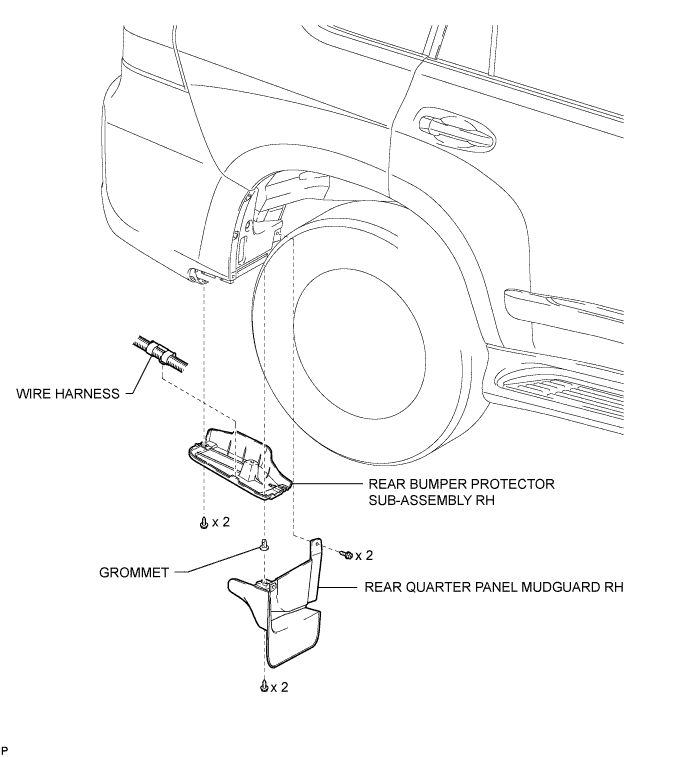 WIRE HARNESS
REAR BUMPER PROTECTOR
SUB-ASSEMBLY RH
x 2
x 2
GROMMET
REAR QUARTER PANEL MUDGUARD RH
x 2
P